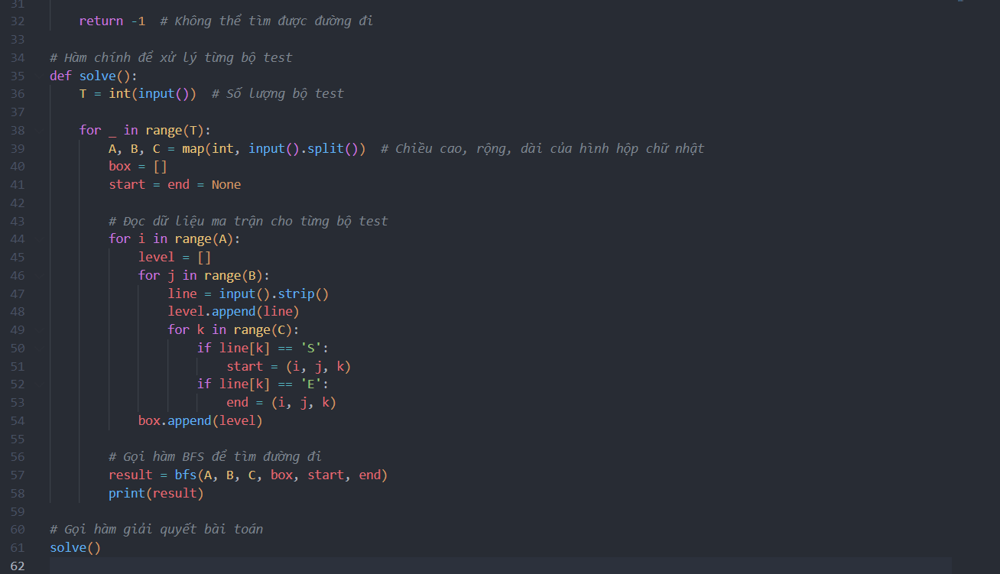 31
32 return -1  # Không thể tìm được đường đi
33
34 # Hàm chính để xử lý từng bộ test
35 def solve():
36     T = int(input())  # Số lượng bộ test
37
38     for _ in range(T):
39         A, B, C = map(int, input().split())  # Chiều cao, rộng, dài của hình hộp chữ nhật
40         box = []
41         start = end = None
42
43         # Đọc dữ liệu ma trận cho từng bộ test
44         for i in range(A):
45             level = []
46             for j in range(B):
47                 line = input().strip()
48                 level.append(line)
49                 for k in range(C):
50                     if line[k] == 'S':
51                         start = (i, j, k)
52                     if line[k] == 'E':
53                         end = (i, j, k)
54             box.append(level)
55
56         # Gọi hàm BFS để tìm đường đi
57         result = bfs(A, B, C, box, start, end)
58         print(result)
59
60 # Gọi hàm giải quyết bài toán
61 solve()
62